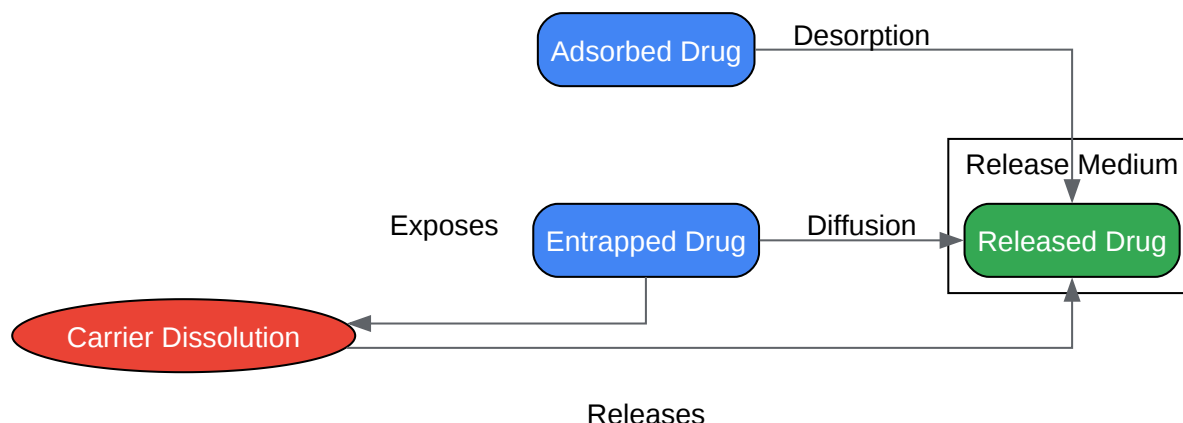 Adsorbed Drug
Desorption
Release Medium
Exposes
Entrapped Drug
Diffusion
Released Drug
Carrier Dissolution
Releases